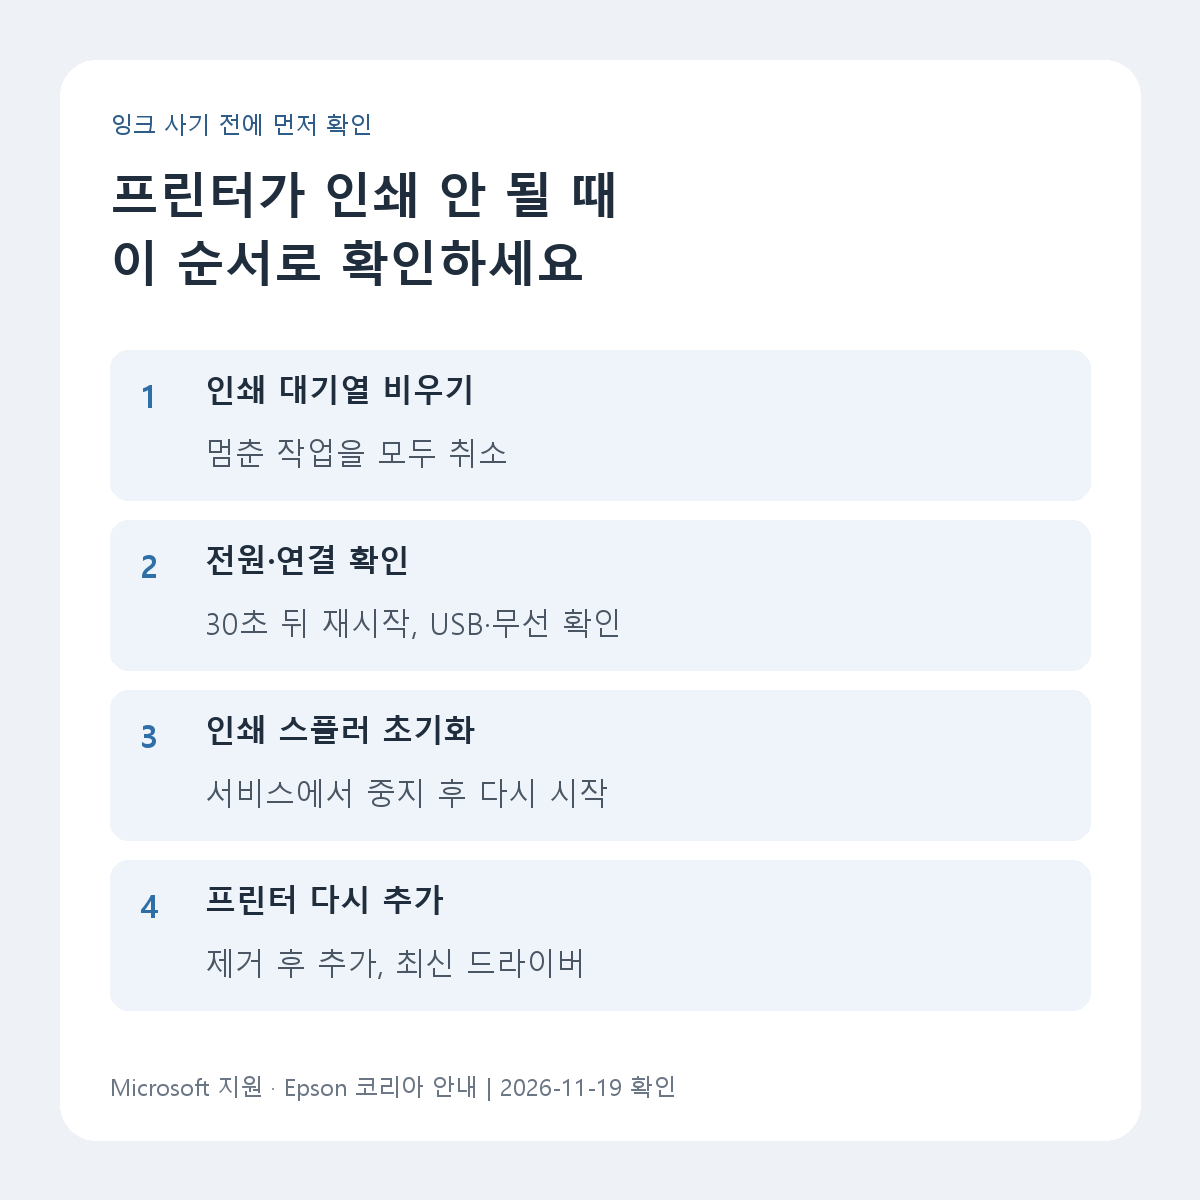 잉크 사기 전에 먼저 확인
프린터가 인쇄 안 될 때
이 순서로 확인하세요
1 인쇄 대기열 비우기
멈춘 작업을 모두 취소
2 전원·연결 확인
30초 뒤 재시작, USB·무선 확인
3 인쇄 스풀러 초기화
서비스에서 중지 후 다시 시작
4 프린터 다시 추가
제거 후 추가, 최신 드라이버
Microsoft 지원 · Epson 코리아 안내 | 2026-11-19 확인